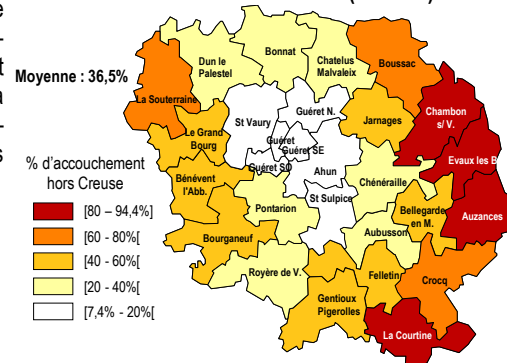 Moyenne : 36,5%
% d'accouchement
hors Creuse
[80 – 94,4%]
[60 - 80%[
[40 - 60%[
[20 - 40%[
[7,4% - 20%[
Bonnat
Dun le
Palestel
Chatelus
Malvaleix
Boussac
La Souterraine
Guéret N.
St Vaury
Jarnages
Chambon
s/ V.
Le Grand
Bourg
Guéret
Guéret SE
Guéret SO
Evaux les B
Ahun
Bénévent
l'Abb.
Chénéraille
St Sulpice
Pontarion
Bellegarde
en M.
Auzances
Bourganeuf
Aubusson
Royère de V.
Felletin
Crocq
Gentioux
Pigerolles
La Courtine